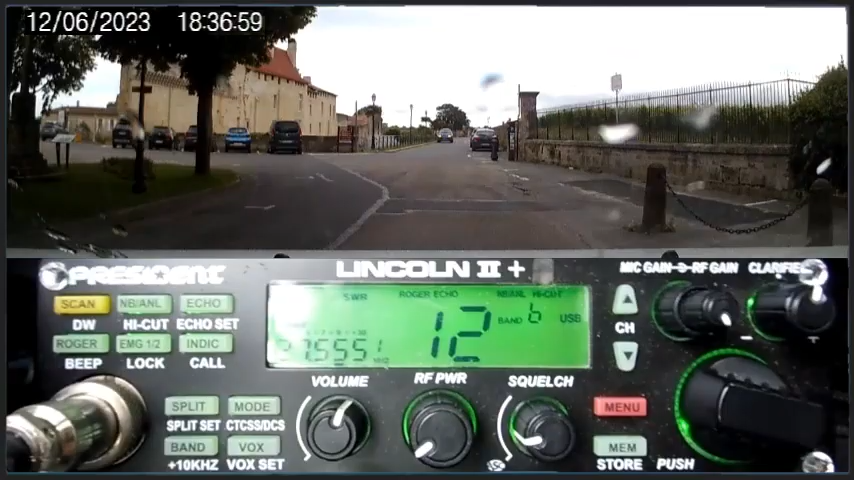 12/06/2023 18:36:59
PRESIDENT
LINCOLN II +
MIC GAIN RF GAIN CLARIFIER
SCAN NB/ANL ECHO
DW HI-CUT ECHO SET
ROGER EMG 1/2 INDIC
BEEP LOCK CALL
SWR ROGER ECHO NB/ANL HI-CUT
12 BAND b USB
27.555
CH
VOLUME RF PWR SQUELCH
SPLIT MODE
SPLIT SET CTCSS/DCS
BAND VOX
+10KHZ VOX SET
MENU
MEM
STORE PUSH